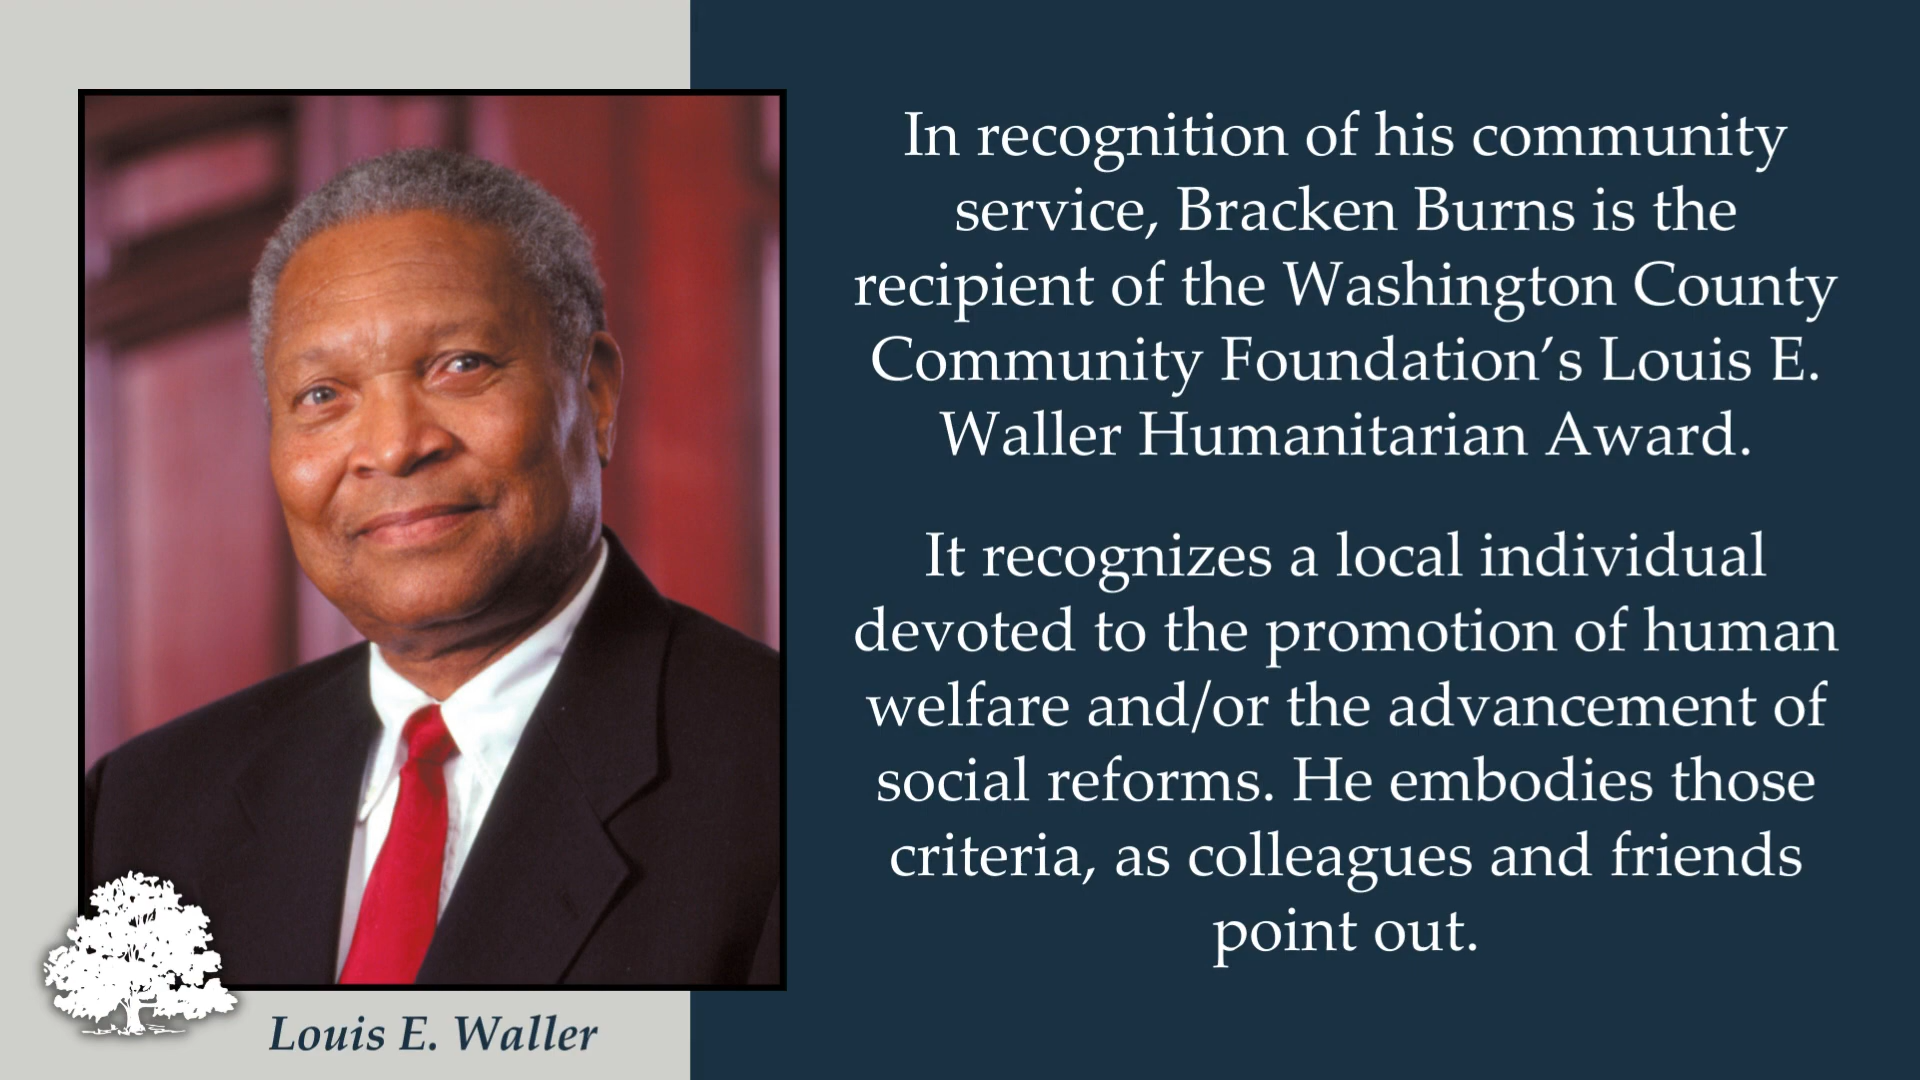 In recognition of his community
service, Bracken Burns is the
recipient of the Washington County
Community Foundation’s Louis E.
Waller Humanitarian Award.
It recognizes a local individual
devoted to the promotion of human
welfare and/or the advancement of
social reforms. He embodies those
criteria, as colleagues and friends
point out.
Louis E. Waller